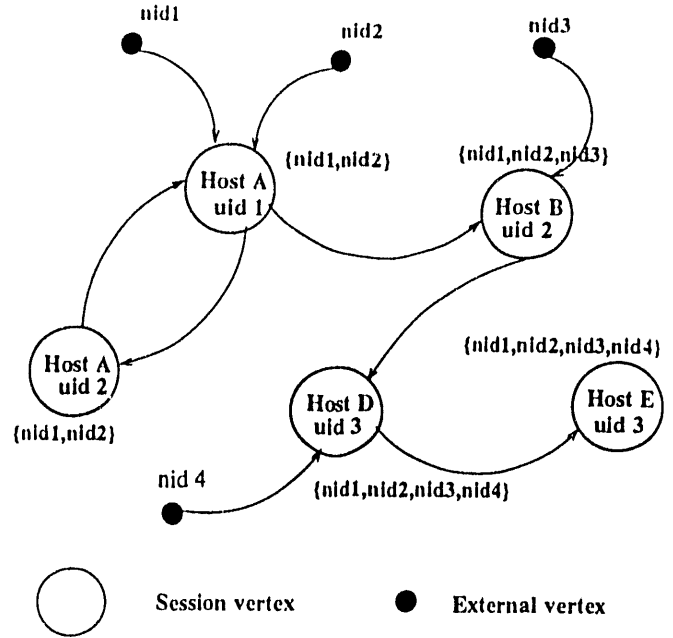 nid1
nid2
nid3
{nid1,nid2}
{nid1,nid2,nid3}
Host A
uid 1
Host B
uid 2
{nid1,nid2,nid3,nid4}
Host A
uid 2
Host D
uid 3
Host E
uid 3
{nid1,nid2}
nid 4
{nid1,nid2,nid3,nid4}
Session vertex
External vertex